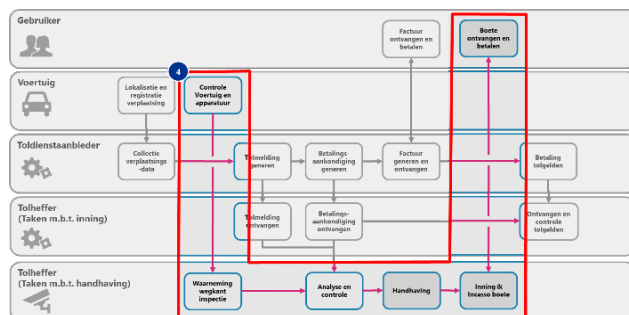 Gebruiker
Factuur
ontvangen en
betalen
Boete
ontvangen en
betalen
4
Voertuig
Lokalisatie en
registratie
verplaatsing
Controle
Voertuig en
apparatuur
Toldienstaanbieder
Collectie
verplaatsings
-data
Tolmelding
genereren
Betalings
aankondiging
genereren
Factuur
genereren en
ontvangen
Betaling
tolgelden
Tolheffer
(Taken m.b.t. inning)
Tolmelding
ontvangen
Betalings-
aankondiging
ontvangen
Ontvangen en
controle
tolgelden
Tolheffer
(Taken m.b.t. handhaving)
Waarneming
wegkant
inspectie
Analyse en
controle
Handhaving
Inning &
Incasso boete